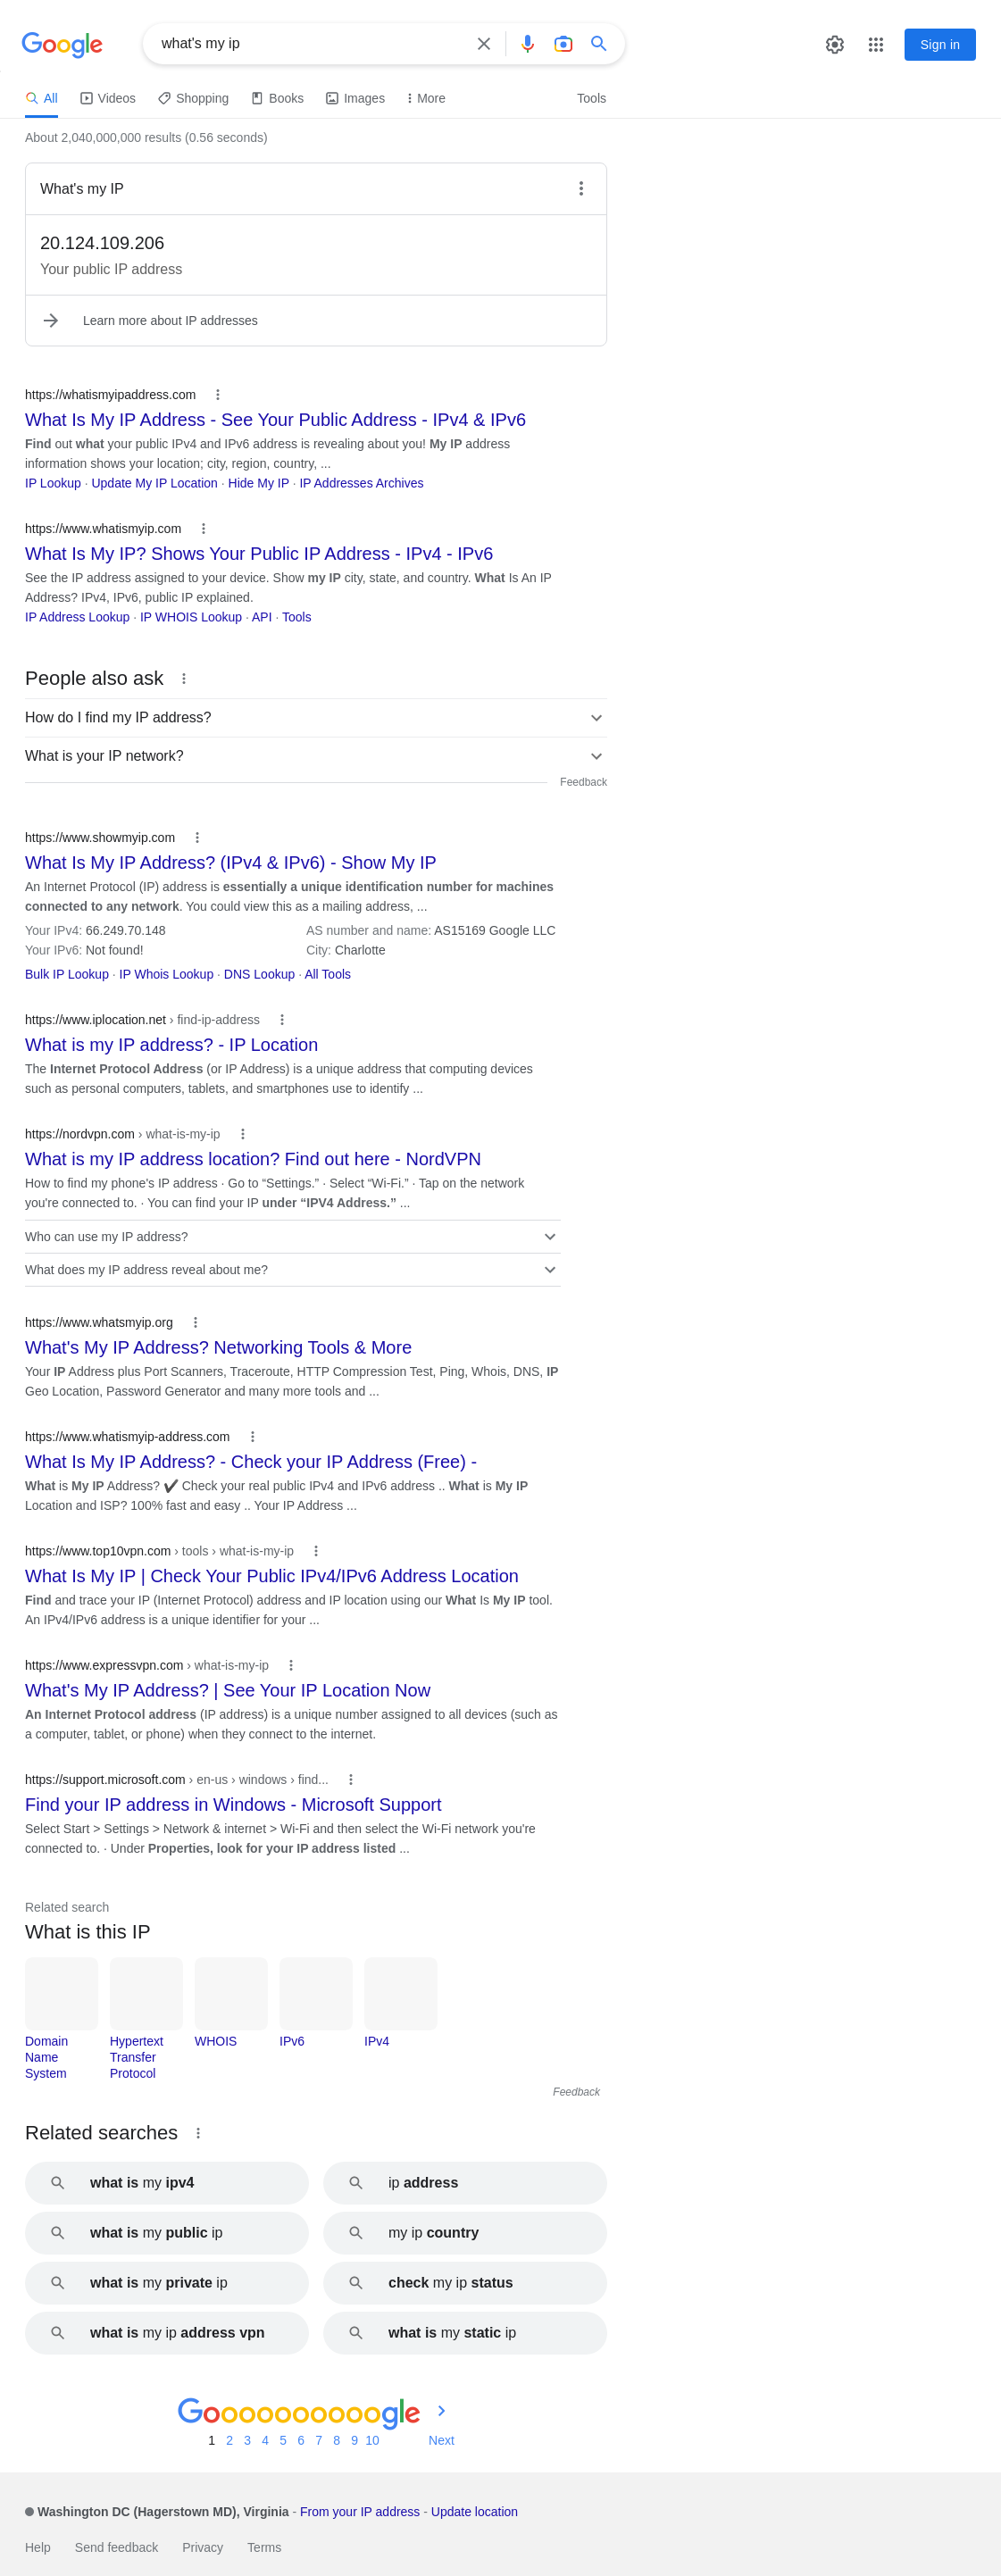 Google
what's my ip
Sign in
All
Videos
Shopping
Books
Images
More
Tools
About 2,040,000,000 results (0.56 seconds)
What's my IP
20.124.109.206
Your public IP address
Learn more about IP addresses
https://whatismyipaddress.com
What Is My IP Address - See Your Public Address - IPv4 & IPv6
Find out what your public IPv4 and IPv6 address is revealing about you! My IP address
information shows your location; city, region, country, ...
IP Lookup · Update My IP Location · Hide My IP · IP Addresses Archives
https://www.whatismyip.com
What Is My IP? Shows Your Public IP Address - IPv4 - IPv6
See the IP address assigned to your device. Show my IP city, state, and country. What Is An IP
Address? IPv4, IPv6, public IP explained.
IP Address Lookup · IP WHOIS Lookup · API · Tools
People also ask
How do I find my IP address?
What is your IP network?
Feedback
https://www.showmyip.com
What Is My IP Address? (IPv4 & IPv6) - Show My IP
An Internet Protocol (IP) address is essentially a unique identification number for machines
connected to any network. You could view this as a mailing address, ...
Your IPv4: 66.249.70.148
AS number and name: AS15169 Google LLC
Your IPv6: Not found!
City: Charlotte
Bulk IP Lookup · IP Whois Lookup · DNS Lookup · All Tools
https://www.iplocation.net › find-ip-address
What is my IP address? - IP Location
The Internet Protocol Address (or IP Address) is a unique address that computing devices
such as personal computers, tablets, and smartphones use to identify ...
https://nordvpn.com › what-is-my-ip
What is my IP address location? Find out here - NordVPN
How to find my phone's IP address · Go to “Settings.” · Select “Wi-Fi.” · Tap on the network
you're connected to. · You can find your IP under “IPV4 Address.” ...
Who can use my IP address?
What does my IP address reveal about me?
https://www.whatsmyip.org
What's My IP Address? Networking Tools & More
Your IP Address plus Port Scanners, Traceroute, HTTP Compression Test, Ping, Whois, DNS, IP
Geo Location, Password Generator and many more tools and ...
https://www.whatismyip-address.com
What Is My IP Address? - Check your IP Address (Free) -
What is My IP Address? ✔️ Check your real public IPv4 and IPv6 address .. What is My IP
Location and ISP? 100% fast and easy .. Your IP Address ...
https://www.top10vpn.com › tools › what-is-my-ip
What Is My IP | Check Your Public IPv4/IPv6 Address Location
Find and trace your IP (Internet Protocol) address and IP location using our What Is My IP tool.
An IPv4/IPv6 address is a unique identifier for your ...
https://www.expressvpn.com › what-is-my-ip
What's My IP Address? | See Your IP Location Now
An Internet Protocol address (IP address) is a unique number assigned to all devices (such as
a computer, tablet, or phone) when they connect to the internet.
https://support.microsoft.com › en-us › windows › find...
Find your IP address in Windows - Microsoft Support
Select Start > Settings > Network & internet > Wi-Fi and then select the Wi-Fi network you're
connected to. · Under Properties, look for your IP address listed ...
Related search
What is this IP
Domain
Name
System
Hypertext
Transfer
Protocol
WHOIS
IPv6
IPv4
Feedback
Related searches
what is my ipv4
ip address
what is my public ip
my ip country
what is my private ip
check my ip status
what is my ip address vpn
what is my static ip
Goooooooooogle
1 2 3 4 5 6 7 8 9 10 Next
Washington DC (Hagerstown MD), Virginia - From your IP address - Update location
Help Send feedback Privacy Terms